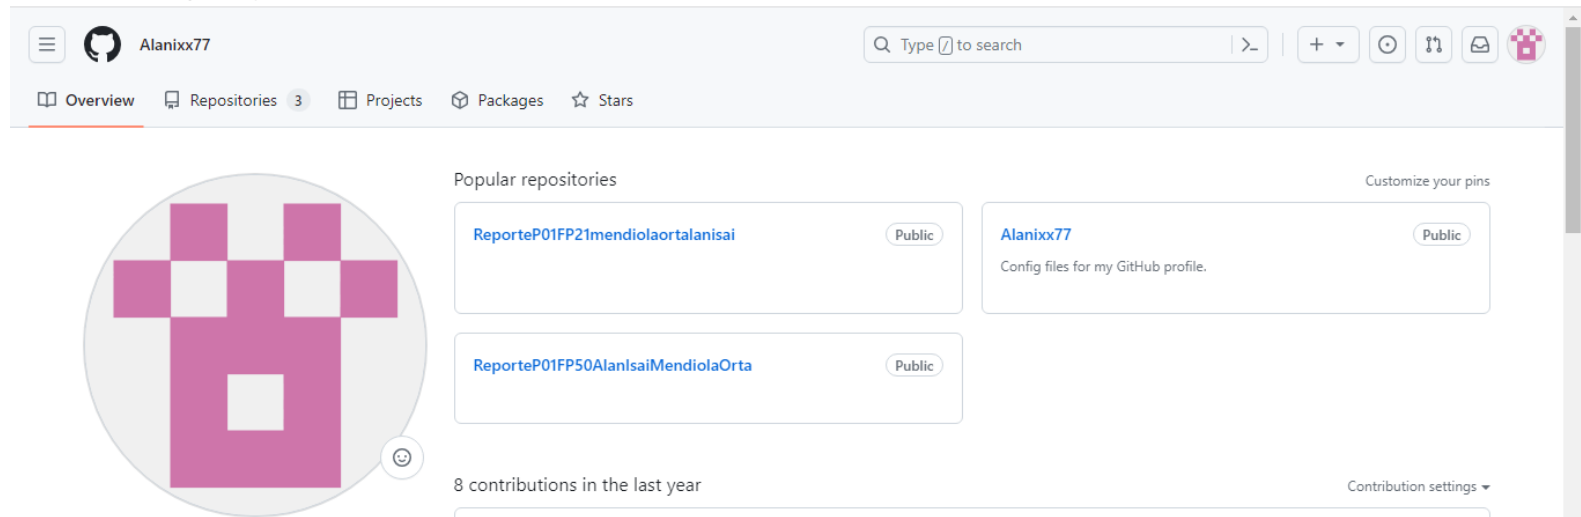 Alanixx77
Type / to search
Overview
Repositories 3
Projects
Packages
Stars
Popular repositories
Customize your pins
ReporteP01FP21mendiolaortalanisai
Public
Alanixx77
Public
Config files for my GitHub profile.
ReporteP01FP50AlanIsaiMendiolaOrta
Public
8 contributions in the last year
Contribution settings